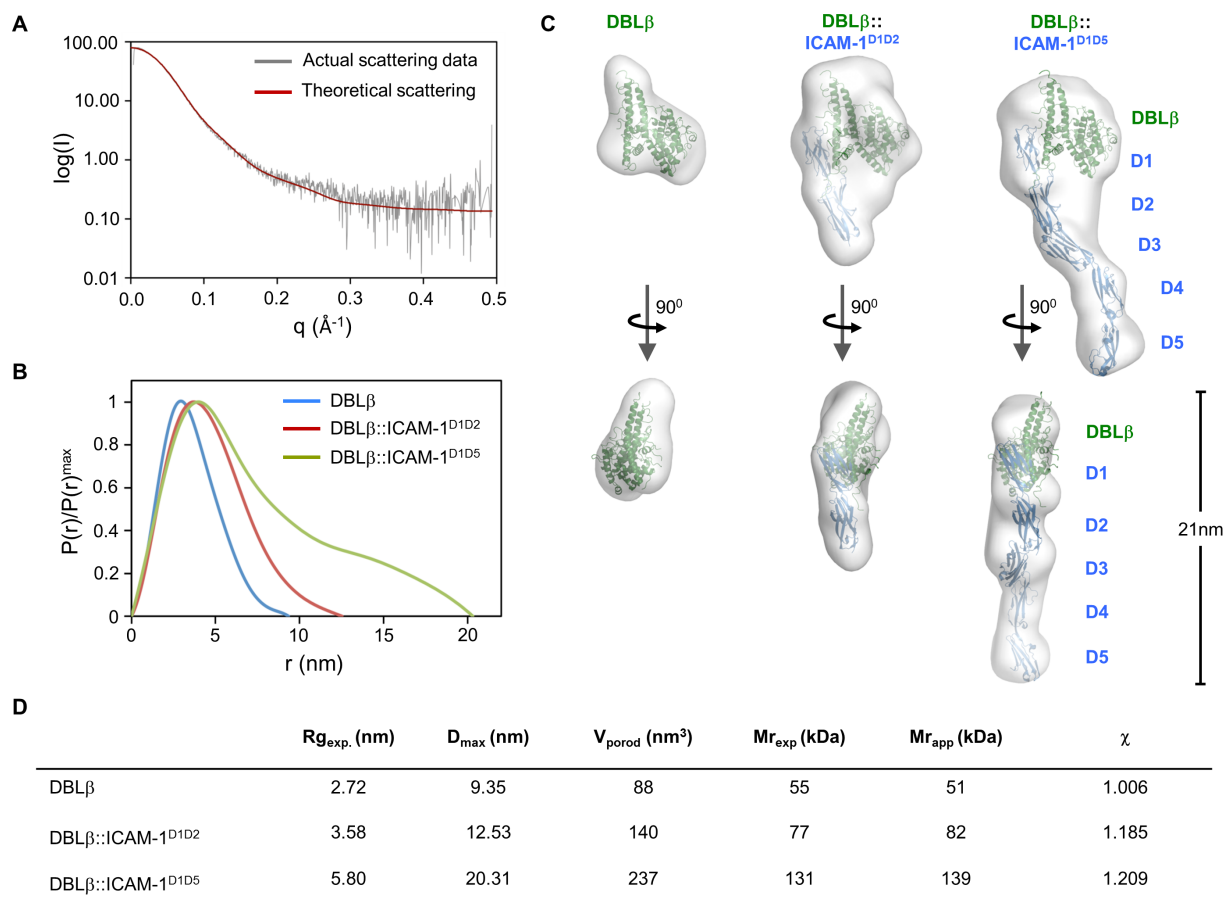 A
100.00
10.00
1.00
0.10
0.01
log(I)
Actual scattering data
Theoretical scattering
0.0 0.1 0.2 0.3 0.4 0.5
q (Å-1)
B
1
0.8
0.6
0.4
0.2
0
P(r)/P(r)max
DBLβ
DBLβ::ICAM-1D1D2
DBLβ::ICAM-1D1D5
0 5 10 15 20
r (nm)
C
DBLβ
DBLβ::
ICAM-1D1D2
DBLβ::
ICAM-1D1D5
DBLβ
D1
D2
D3
D4
D5
90⁰
90⁰
90⁰
DBLβ
D1
D2
D3
D4
D5
21nm
D
Rgexp. (nm) Dmax (nm) Vporod (nm3) Mrexp (kDa) Mrapp (kDa) χ
DBLβ 2.72 9.35 88 55 51 1.006
DBLβ::ICAM-1D1D2 3.58 12.53 140 77 82 1.185
DBLβ::ICAM-1D1D5 5.80 20.31 237 131 139 1.209